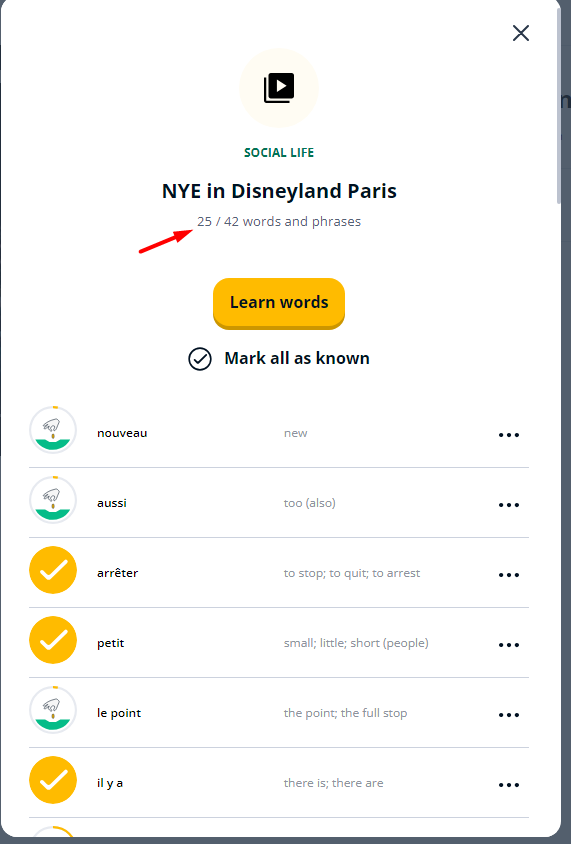 SOCIAL LIFE
NYE in Disneyland Paris
25 / 42 words and phrases
Learn words
Mark all as known
nouveau new
aussi too (also)
arrêter to stop; to quit; to arrest
petit small; little; short (people)
le point the point; the full stop
il y a there is; there are